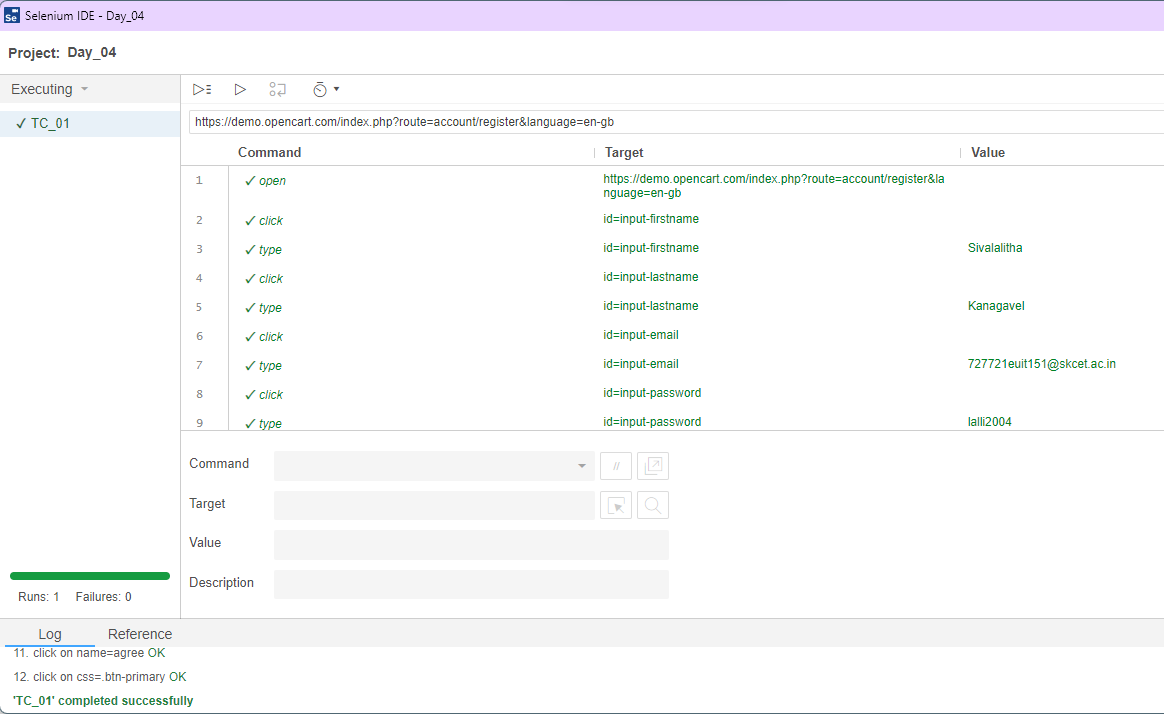 Se Selenium IDE - Day_04
Project: Day_04
Executing
✓ TC_01
https://demo.opencart.com/index.php?route=account/register&language=en-gb
Command Target Value
1 ✓ open https://demo.opencart.com/index.php?route=account/register&la
nguage=en-gb
2 ✓ click id=input-firstname
3 ✓ type id=input-firstname Sivalalitha
4 ✓ click id=input-lastname
5 ✓ type id=input-lastname Kanagavel
6 ✓ click id=input-email
7 ✓ type id=input-email 727721euit151@skcet.ac.in
8 ✓ click id=input-password
9 ✓ type id=input-password lalli2004
Command //
Target
Value
Description
Runs: 1 Failures: 0
Log Reference
11. click on name=agree OK
12. click on css=.btn-primary OK
'TC_01' completed successfully